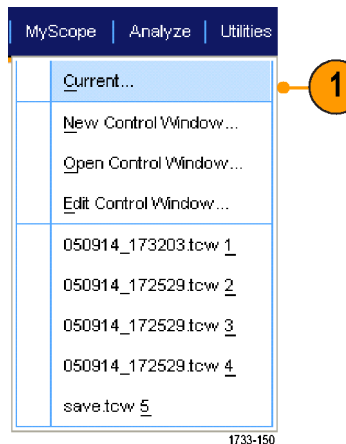 MyScope | Analyze | Utilities
Current...
1
New Control Window...
Open Control Window...
Edit Control Window...
050914_173203.tcw 1
050914_172529.tcw 2
050914_172529.tcw 3
050914_172529.tcw 4
save.tcw 5
1733-150